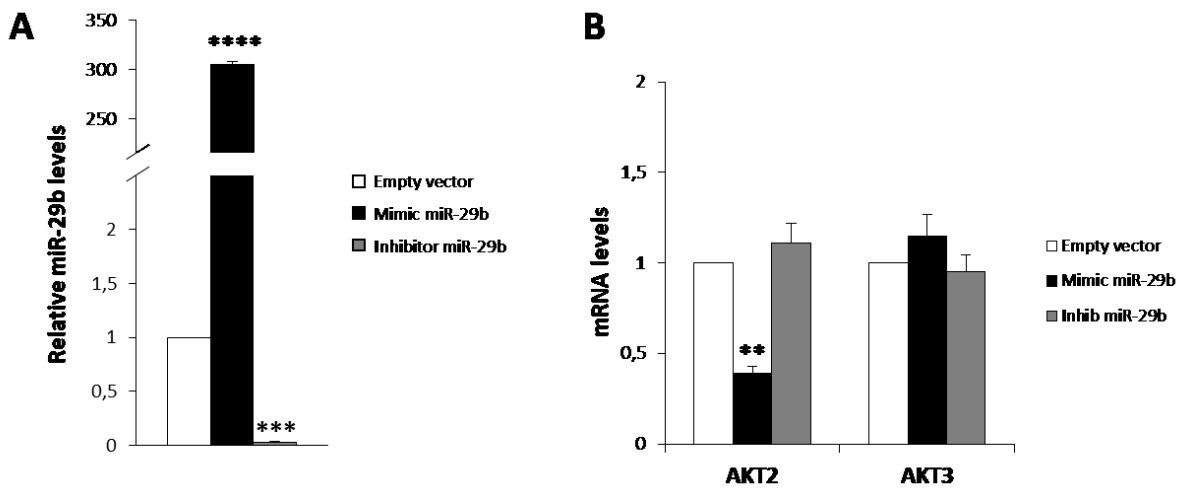 A
Relative miR-29b levels
350
300
250
2
1,5
1
0,5
0
****
***
Empty vector
Mimic miR-29b
Inhibitor miR-29b
B
mRNA levels
2
1,5
1
0,5
0
**
AKT2
AKT3
Empty vector
Mimic miR-29b
Inhib miR-29b